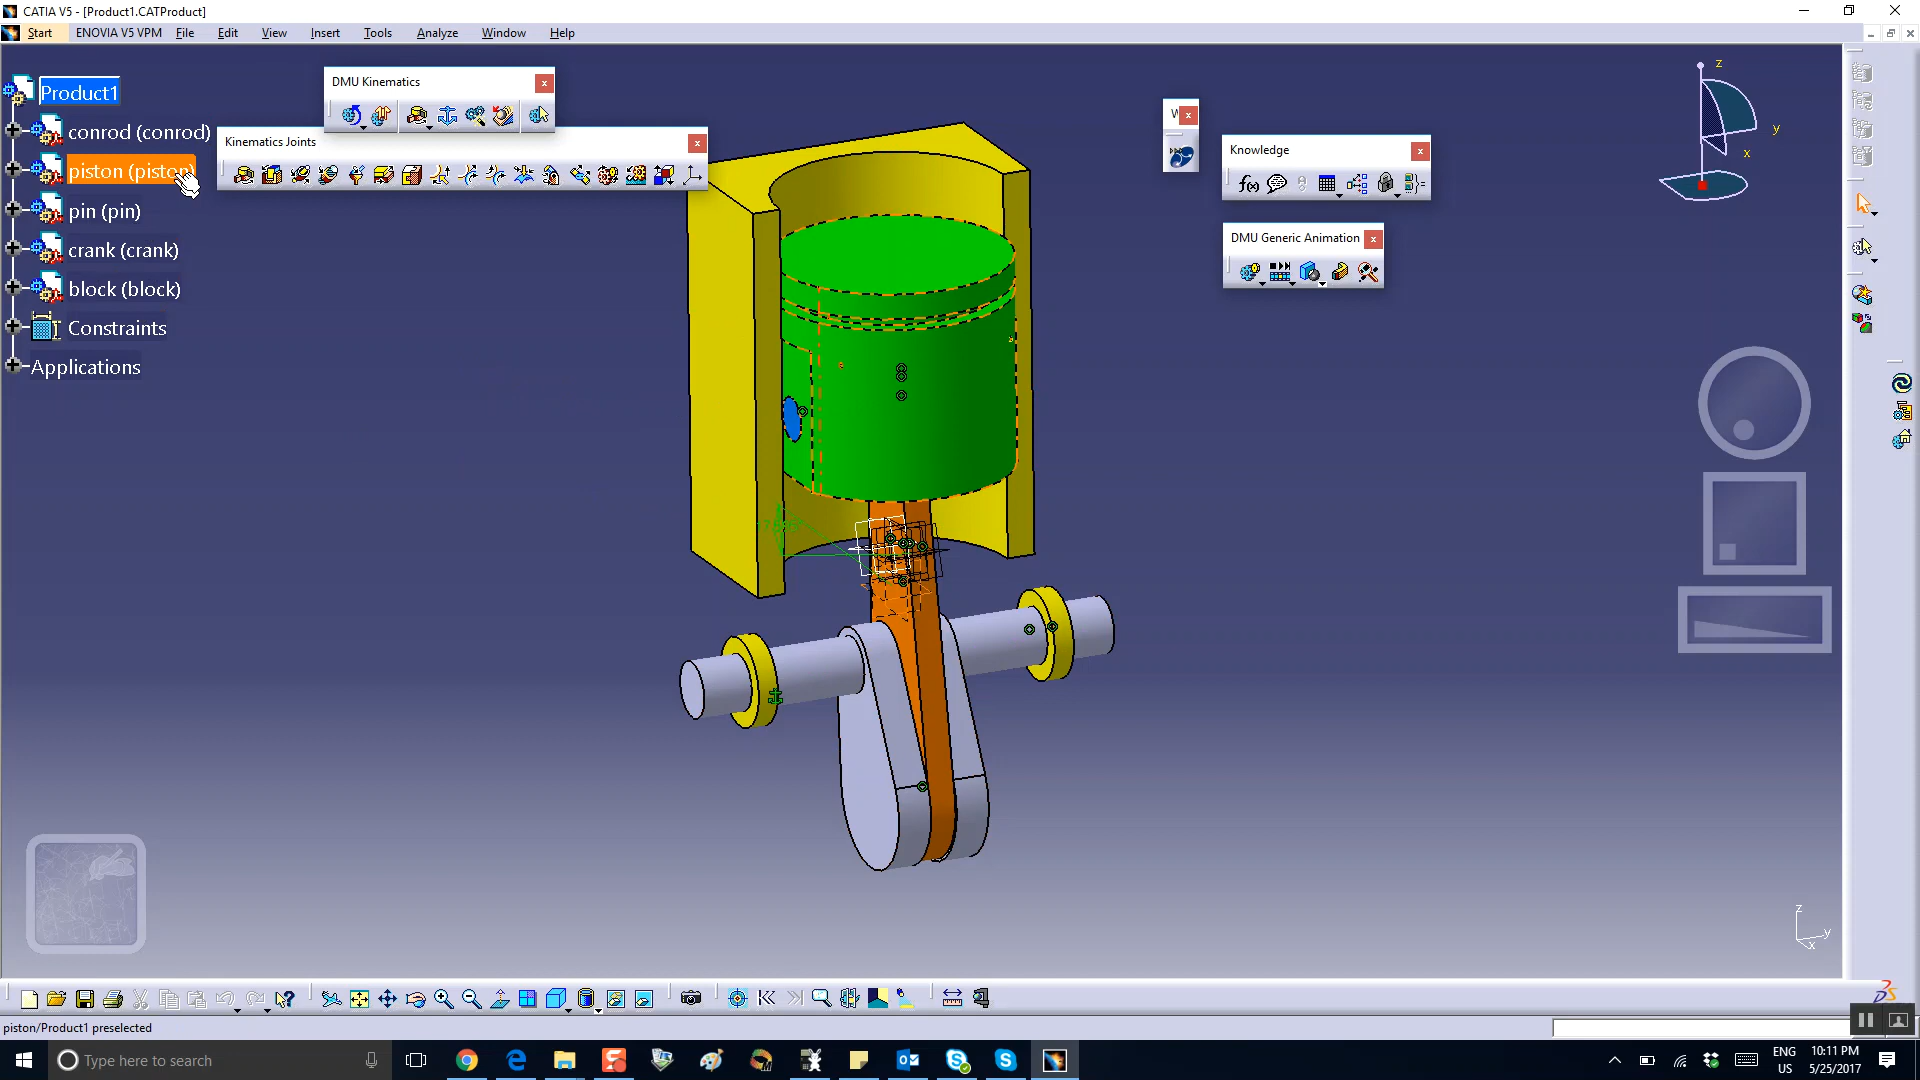 CATIA V5 - [Product1.CATProduct]
Start ENOVIA V5 VPM File Edit View Insert Tools Analyze Window Help
DMU Kinematics
Kinematics Joints
Product1
conrod (conrod)
piston (piston)
pin (pin)
crank (crank)
block (block)
Constraints
Applications
W
Knowledge
f(x)
DMU Generic Animation
z
y
x
z
y
x
piston/Product1 preselected
Type here to search
ENG
US
10:11 PM
5/25/2017